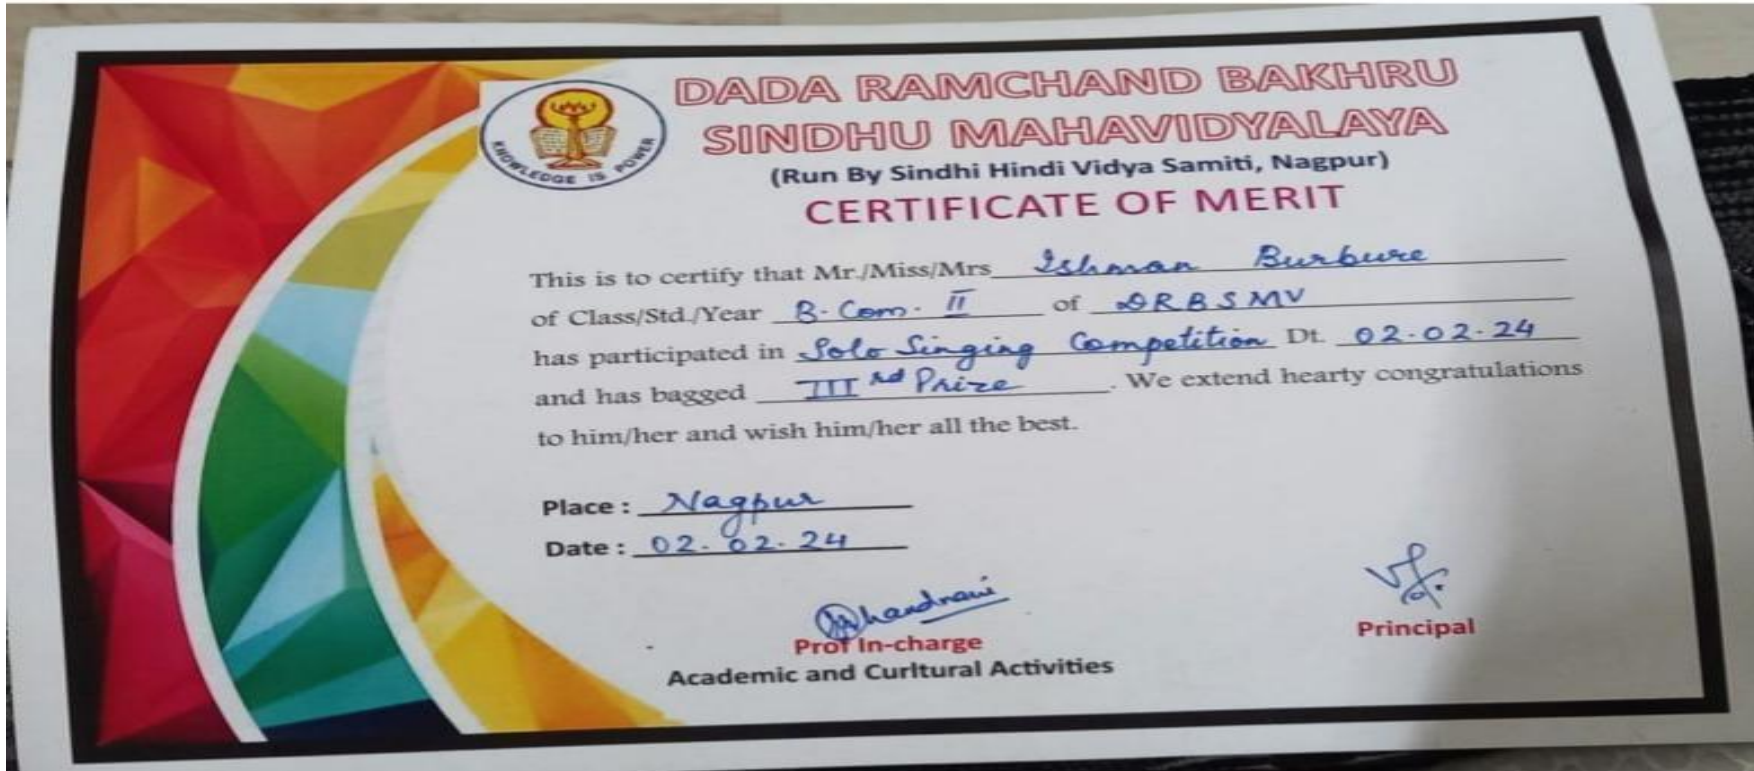 KNOWLEDGE IS POWER
DADA RAMCHAND BAKHRU
SINDHU MAHAVIDYALAYA
(Run By Sindhi Hindi Vidya Samiti, Nagpur)
CERTIFICATE OF MERIT
This is to certify that Mr./Miss/Mrs Ishman Burbure
of Class/Std./Year B.Com. II of DRBSMV
has participated in Solo Singing Competition Dt. 02.02.24
and has bagged III rd Prize. We extend hearty congratulations
to him/her and wish him/her all the best.
Place : Nagpur
Date : 02.02.24
Prof In-charge
Academic and Curltural Activities
Principal